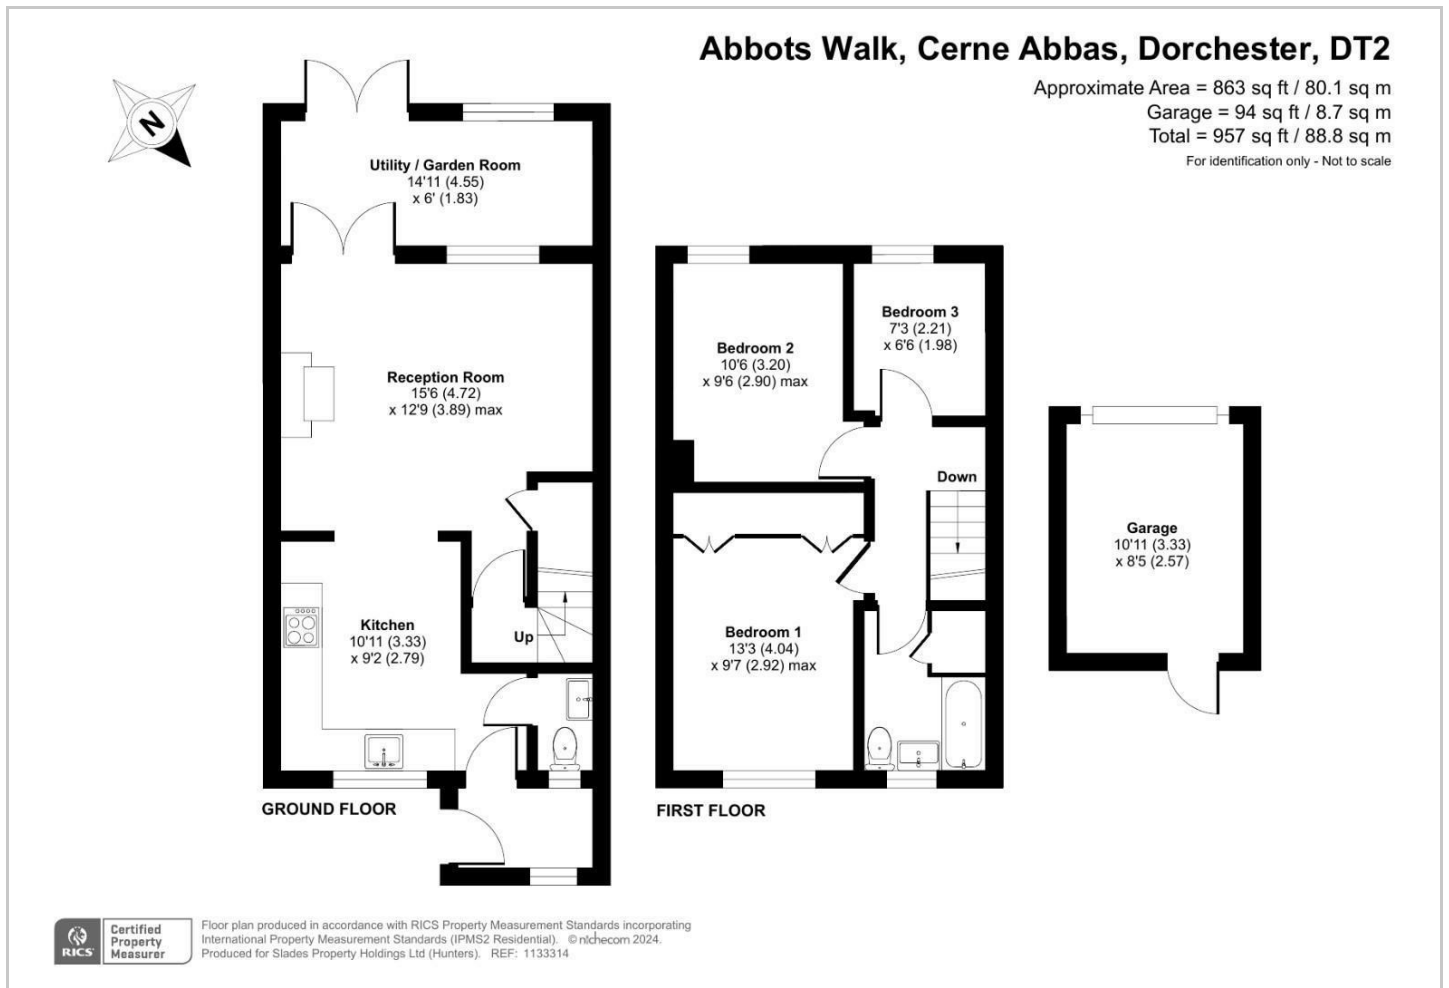 Abbots Walk, Cerne Abbas, Dorchester, DT2
Approximate Area = 863 sq ft / 80.1 sq m
Garage = 94 sq ft / 8.7 sq m
Total = 957 sq ft / 88.8 sq m
For identification only - Not to scale
N
Utility / Garden Room
14'11 (4.55)
x 6' (1.83)
Reception Room
15'6 (4.72)
x 12'9 (3.89) max
Kitchen
10'11 (3.33)
x 9'2 (2.79)
Up
GROUND FLOOR
Bedroom 2
10'6 (3.20)
x 9'6 (2.90) max
Bedroom 3
7'3 (2.21)
x 6'6 (1.98)
Down
Bedroom 1
13'3 (4.04)
x 9'7 (2.92) max
FIRST FLOOR
Garage
10'11 (3.33)
x 8'5 (2.57)
RICS
Certified
Property
Measurer
Floor plan produced in accordance with RICS Property Measurement Standards incorporating
International Property Measurement Standards (IPMS2 Residential). © nichecom 2024.
Produced for Slades Property Holdings Ltd (Hunters). REF: 1133314